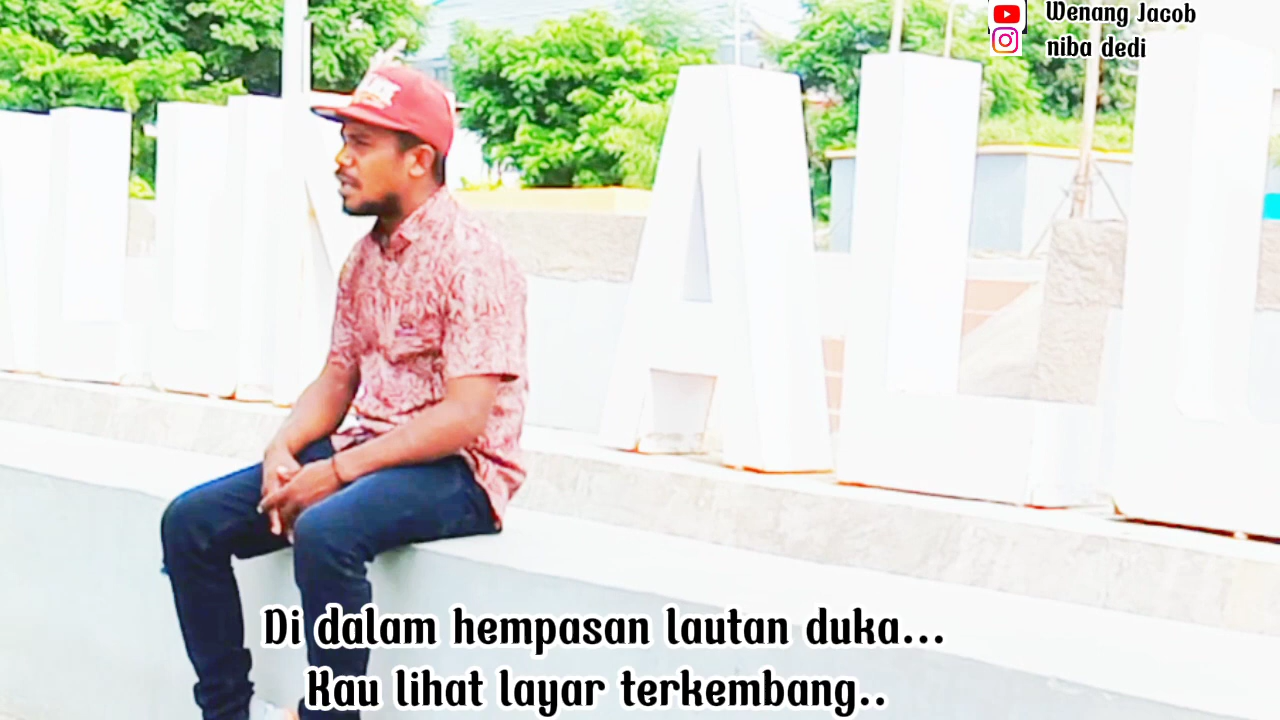 Wenang Jacob
niba dedi
Di dalam hempasan lautan duka...
Kau lihat layar terkembang..